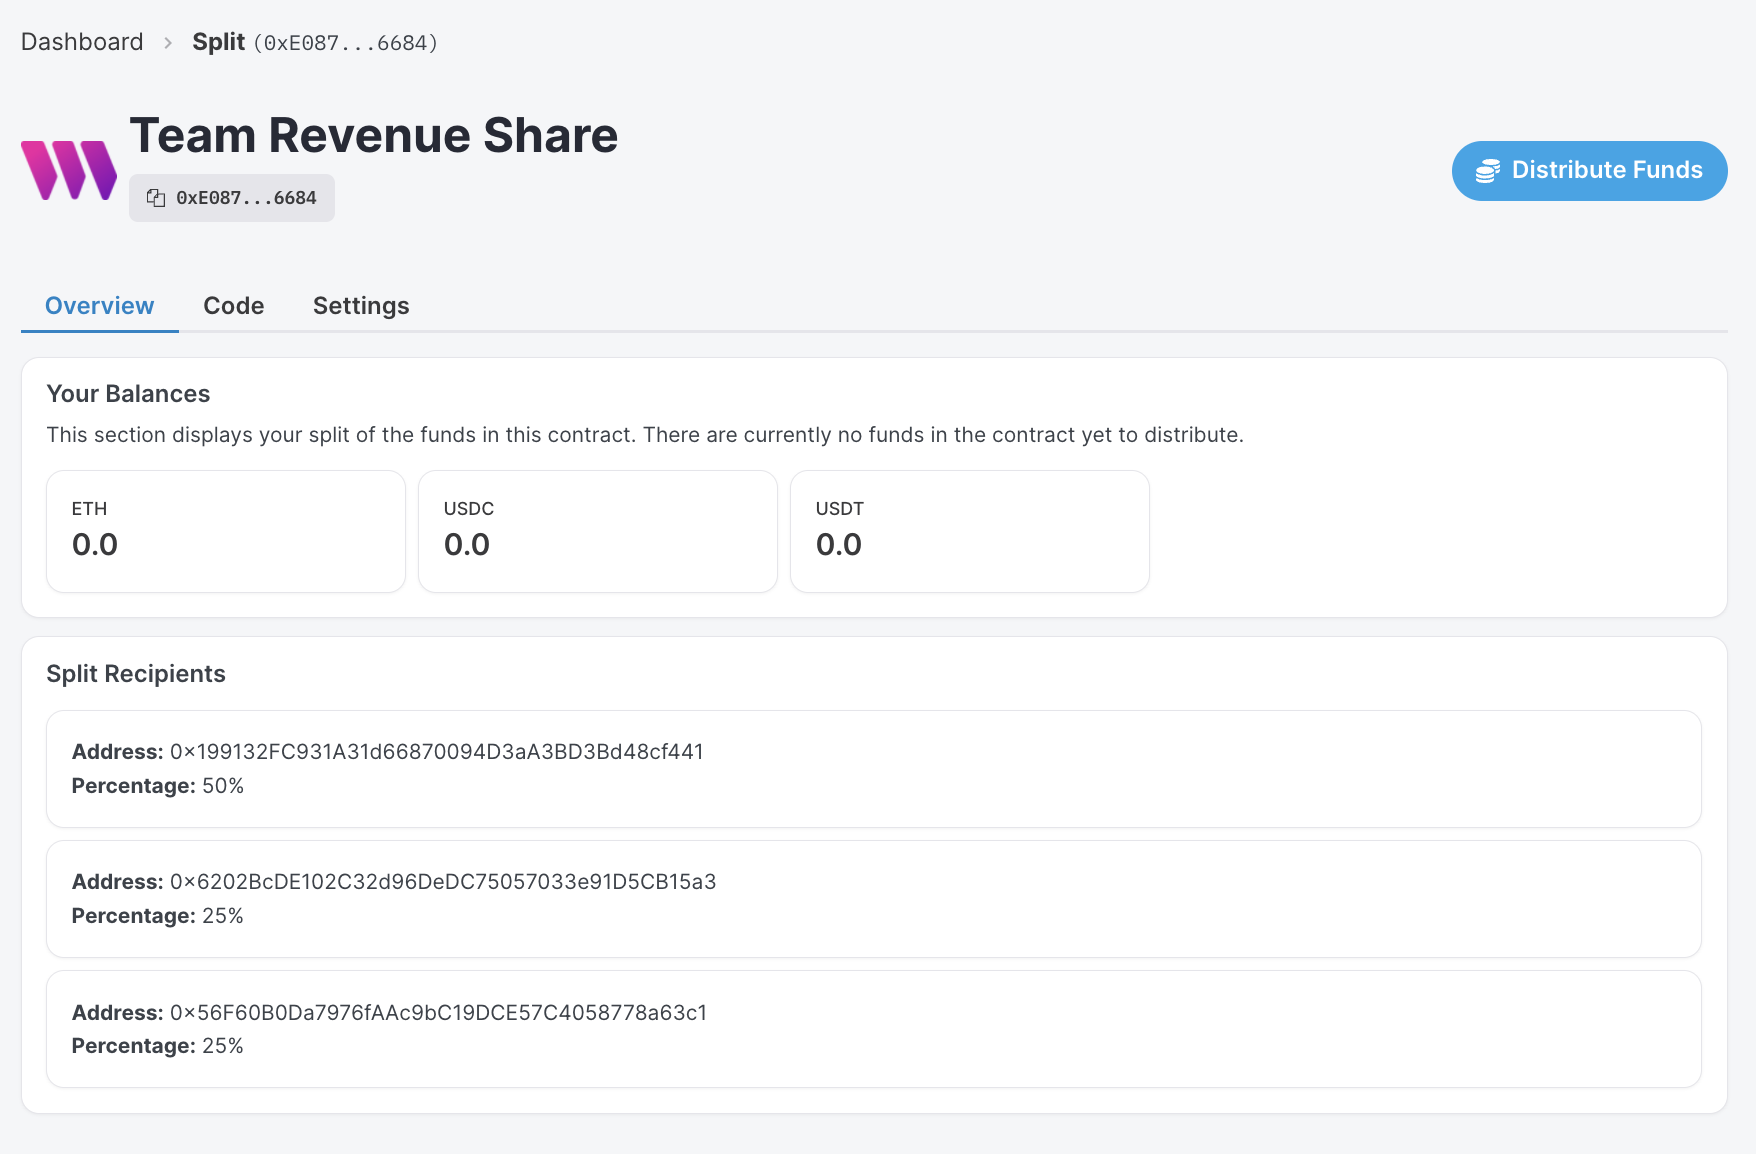 Dashboard > Split (0xE087...6684)
Team Revenue Share
0xE087...6684
Distribute Funds
Overview Code Settings
Your Balances
This section displays your split of the funds in this contract. There are currently no funds in the contract yet to distribute.
ETH USDC USDT
0.0 0.0 0.0
Split Recipients
Address: 0×199132FC931A31d66870094D3aA3BD3Bd48cf441
Percentage: 50%
Address: 0×6202BcDE102C32d96DeDC75057033e91D5CB15a3
Percentage: 25%
Address: 0×56F60B0Da7976fAAc9bC19DCE57C4058778a63c1
Percentage: 25%